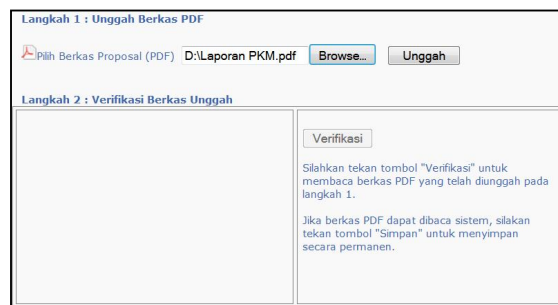 Langkah 1 : Unggah Berkas PDF
Pilih Berkas Proposal (PDF) D:\Laporan PKM.pdf Browse... Unggah
Langkah 2 : Verifikasi Berkas Unggah
Verifikasi
Silahkan tekan tombol "Verifikasi" untuk
membaca berkas PDF yang telah diunggah pada
langkah 1.
Jika berkas PDF dapat dibaca sistem, silakan
tekan tombol "Simpan" untuk menyimpan
secara permanen.